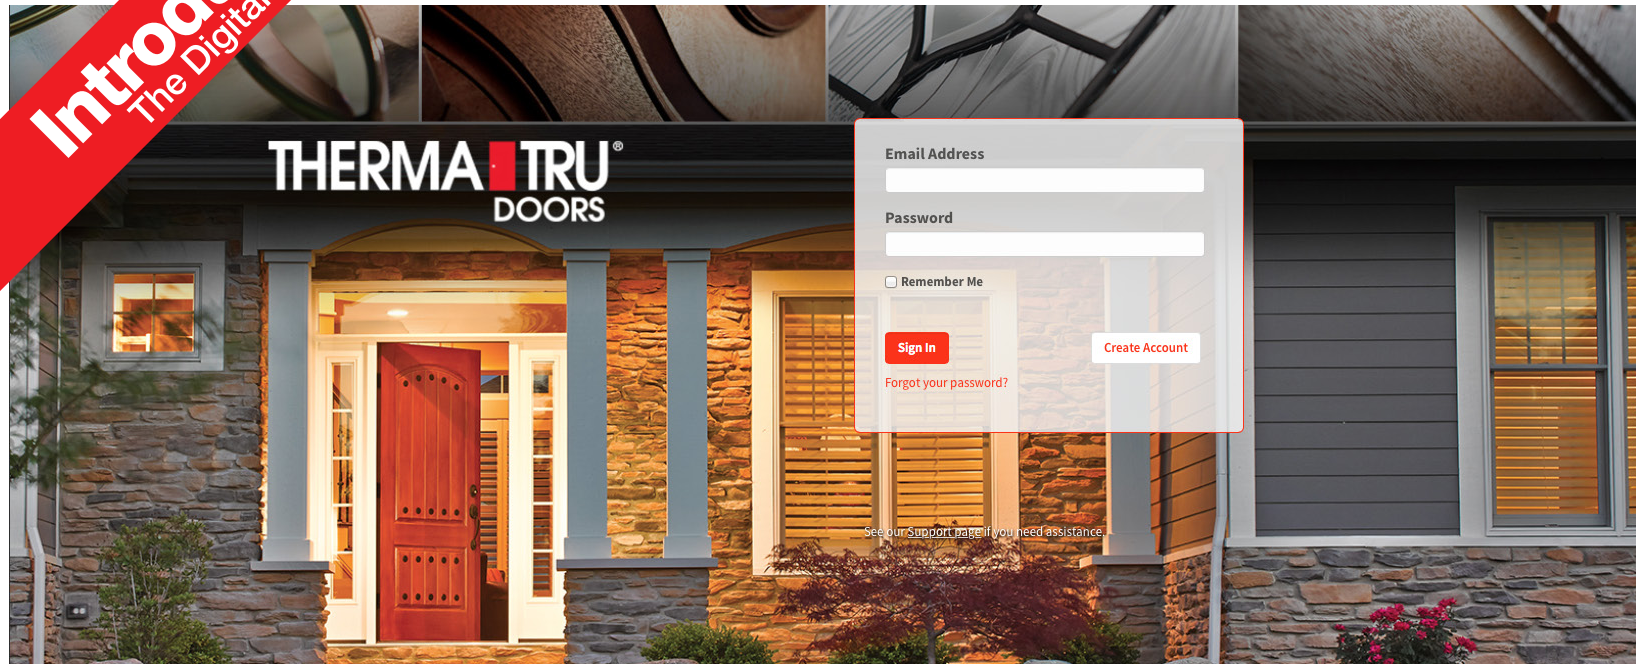 Introd
The Digital
THERMA TRU®
DOORS
Email Address
Password
Remember Me
Sign In
Create Account
Forgot your password?
See our Support page if you need assistance.